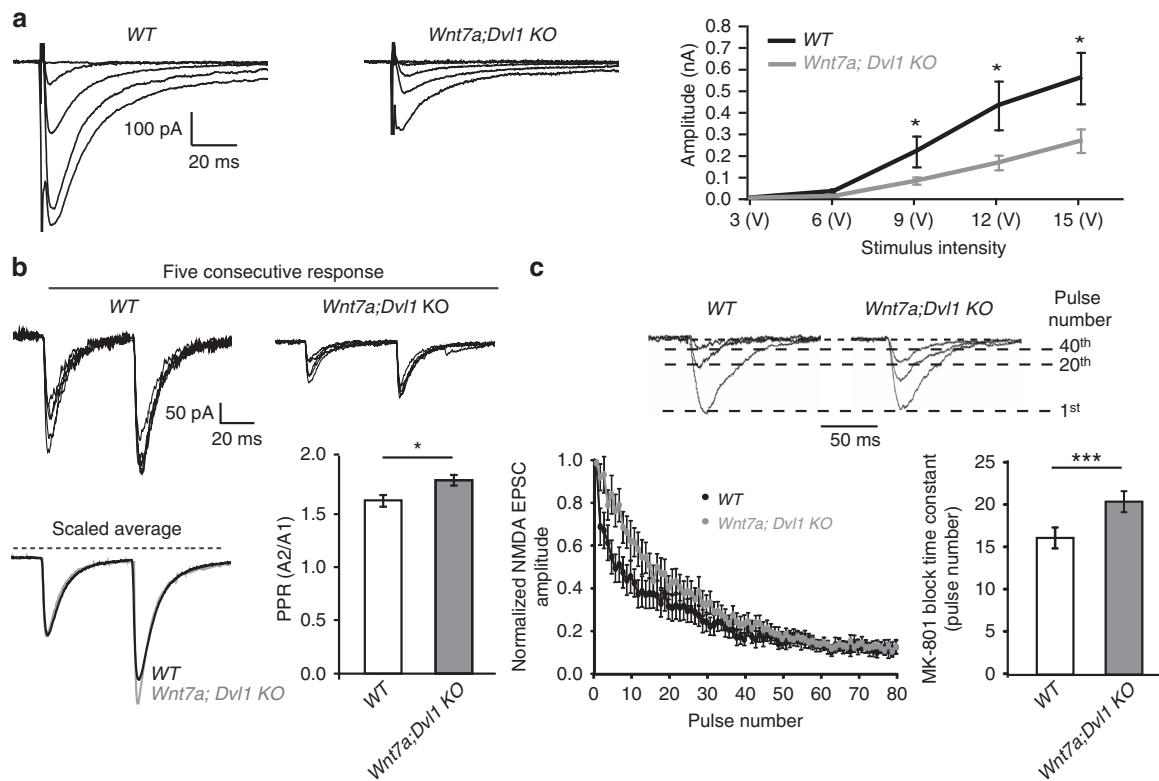 a
WT
Wnt7a;Dvl1 KO
100 pA
20 ms
Amplitude (nA)
0.8
0.7
0.6
0.5
0.4
0.3
0.2
0.1
0.0
WT
Wnt7a; Dvl1 KO
*
*
*
3 (V)
6 (V)
9 (V)
12 (V)
15 (V)
Stimulus intensity
b
Five consecutive response
WT
Wnt7a;Dvl1 KO
50 pA
20 ms
Scaled average
WT
Wnt7a; Dvl1 KO
PPR (A2/A1)
2.0
1.5
1.0
0.5
0.0
*
WT
Wnt7a;Dvl1 KO
c
WT
Wnt7a;Dvl1 KO
Pulse
number
40th
20th
1st
50 ms
Normalized NMDA EPSC
amplitude
1.0
0.8
0.6
0.4
0.2
0.0
WT
Wnt7a; Dvl1 KO
0
10
20
30
40
50
60
70
80
Pulse number
MK-801 block time constant
(pulse number)
25
20
15
10
5
0
***
WT
Wnt7a;Dvl1 KO